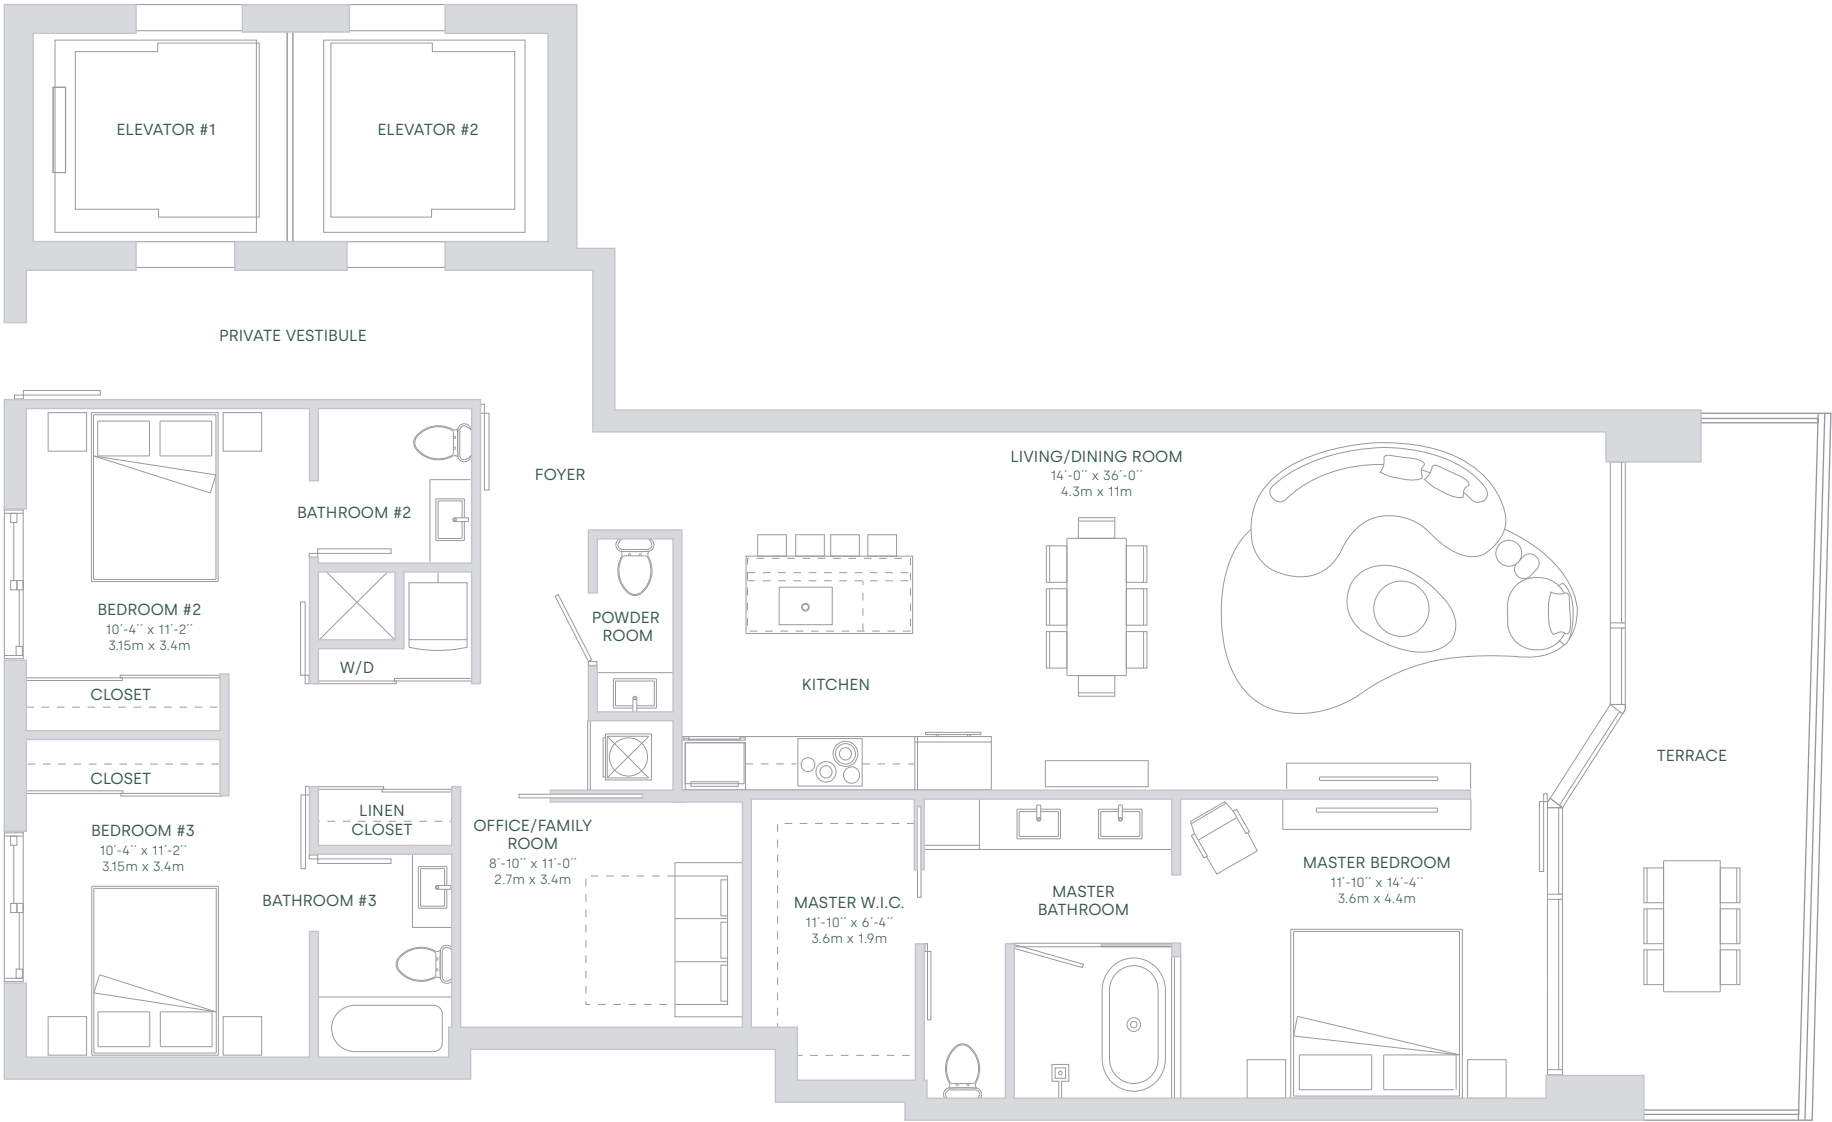 ELEVATOR #1
ELEVATOR #2
PRIVATE VESTIBULE
FOYER
LIVING/DINING ROOM
14´-0´´ x 36´-0´´
4.3m x 11m
BATHROOM #2
BEDROOM #2
10´-4´´ x 11´-2´´
3.15m x 3.4m
POWDER
ROOM
W/D
KITCHEN
CLOSET
CLOSET
TERRACE
LINEN
CLOSET
BEDROOM #3
10´-4´´ x 11´-2´´
3.15m x 3.4m
OFFICE/FAMILY
ROOM
8´-10´´ x 11´-0´´
2.7m x 3.4m
BATHROOM #3
MASTER W.I.C.
11´-10´´ x 6´-4´´
3.6m x 1.9m
MASTER
BATHROOM
MASTER BEDROOM
11´-10´´ x 14´-4´´
3.6m x 4.4m